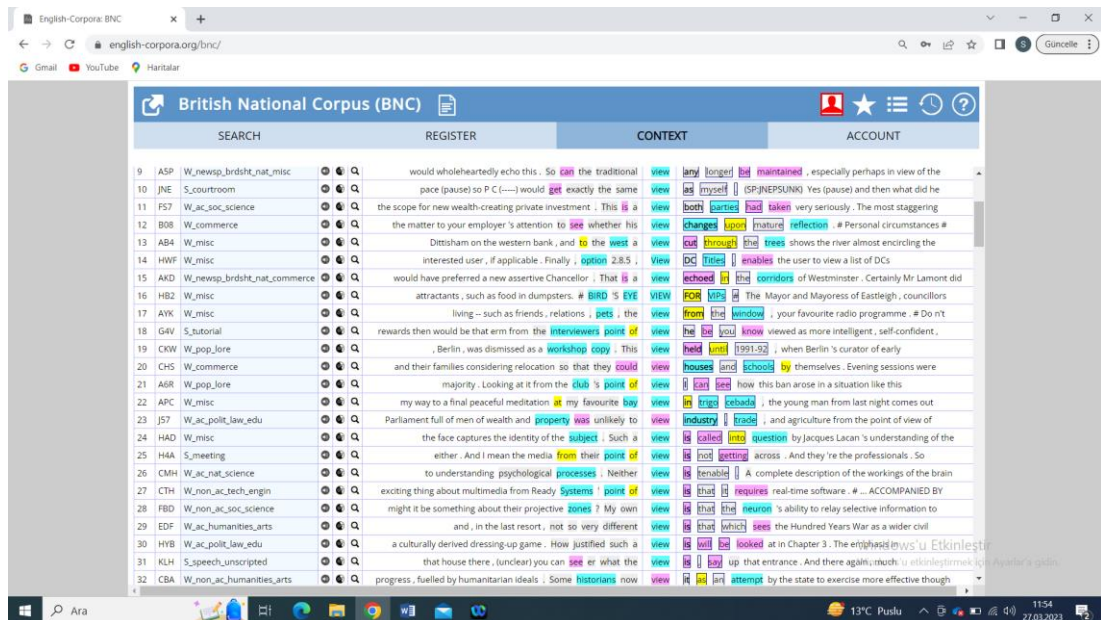 English-Corpora: BNC
english-corpora.org/bnc/
S
Güncelle
Gmail YouTube Haritalar
British National Corpus (BNC)
SEARCH REGISTER CONTEXT ACCOUNT
9 A5P W_newsp_brdsht_nat_misc would wholeheartedly echo this . So can the traditional view any longer be maintained , especially perhaps in view of the
10 JNE S_courtroom pace (pause) so P C (-----) would get exactly the same view as myself . (SP:JNEPSUNK) Yes (pause) and then what did he
11 FS7 W_ac_soc_science the scope for new wealth-creating private investment . This is a view both parties had taken very seriously . The most staggering
12 B08 W_commerce the matter to your employer 's attention to see whether his view changes upon mature reflection . # Personal circumstances #
13 AB4 W_misc Dittisham on the western bank , and to the west a view cut through the trees shows the river almost encircling the
14 HWF W_misc interested user , if applicable . Finally , option 2.8.5 , View DC Titles , enables the user to view a list of DCs
15 AKD W_newsp_brdsht_nat_commerce would have preferred a new assertive Chancellor . That is a view echoed in the corridors of Westminster . Certainly Mr Lamont did
16 HB2 W_misc attractants , such as food in dumpsters. # BIRD 'S EYE VIEW FOR VIPs # The Mayor and Mayoress of Eastleigh , councillors
17 AYK W_misc living -- such as friends , relations , pets , the view from the window , your favourite radio programme . # Do n't
18 G4V S_tutorial rewards then would be that erm from the interviewers point of view he be you know viewed as more intelligent , self-confident ,
19 CKW W_pop_lore , Berlin , was dismissed as a workshop copy . This view held until 1991-92 , when Berlin 's curator of early
20 CHS W_commerce and their families considering relocation so that they could view houses and schools by themselves . Evening sessions were
21 A6R W_pop_lore majority . Looking at it from the club 's point of view I can see how this ban arose in a situation like this
22 APC W_misc my way to a final peaceful meditation at my favourite bay view in trigo cebada , the young man from last night comes out
23 J57 W_ac_polit_law_edu Parliament full of men of wealth and property was unlikely to view industry , trade , and agriculture from the point of view of
24 HAD W_misc the face captures the identity of the subject . Such a view is called into question by Jacques Lacan 's understanding of the
25 H4A S_meeting either . And I mean the media from their point of view is not getting across . And they 're the professionals . So
26 CMH W_ac_nat_science to understanding psychological processes . Neither view is tenable . A complete description of the workings of the brain
27 CTH W_non_ac_tech_engin exciting thing about multimedia from Ready Systems ' point of view is that it requires real-time software . # ... ACCOMPANIED BY
28 FBD W_non_ac_soc_science might it be something about their projective zones ? My own view is that the neuron 's ability to relay selective information to
29 EDF W_ac_humanities_arts and , in the last resort , not so very different view is that which sees the Hundred Years War as a wider civil
30 HYB W_ac_polit_law_edu a culturally derived dressing-up game . How justified such a view is will be looked at in Chapter 3 . The emphasis in
31 KLH S_speech_unscripted that house there , (unclear) you can see er what the view is , say up that entrance . And there again, much
32 CBA W_non_ac_humanities_arts progress , fuelled by humanitarian ideals . Some historians now view it as an attempt by the state to exercise more effective though
Ara
13°C Puslu
11:54
27.03.2023
2